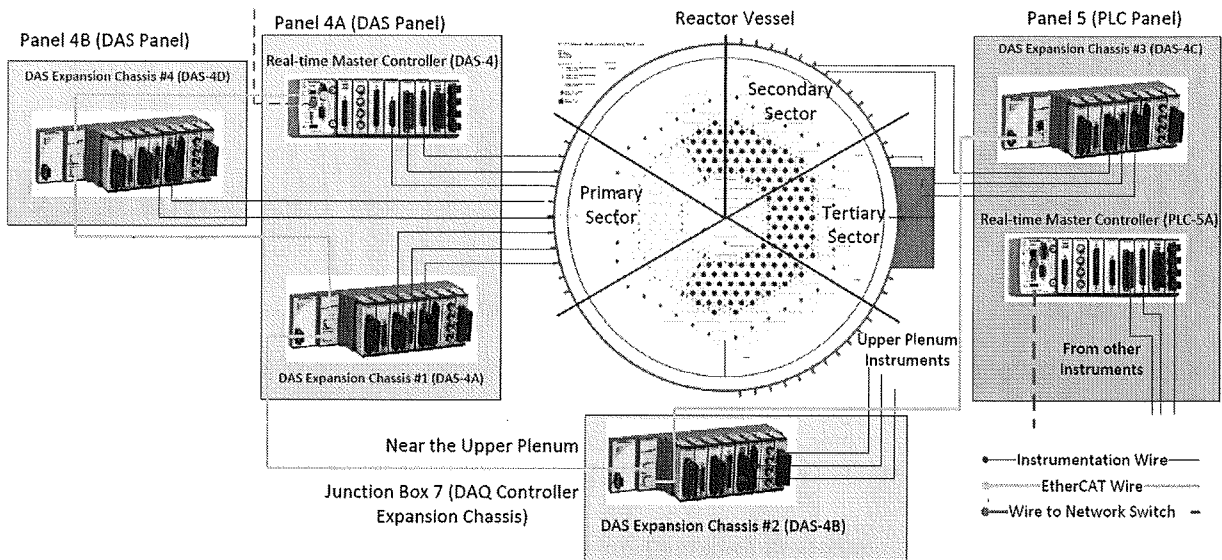 Panel 4B (DAS Panel)
DAS Expansion Chassis #4 (DAS-4D)
Panel 4A (DAS Panel)
Real-time Master Controller (DAS-4)
DAS Expansion Chassis #1 (DAS-4A)
Reactor Vessel
Secondary
Sector
Primary
Sector
Tertiary
Sector
Upper Plenum
Instruments
Panel 5 (PLC Panel)
DAS Expansion Chassis #3 (DAS-4C)
Real-time Master Controller (PLC-5A)
From other
Instruments
Near the Upper Plenum
Junction Box 7 (DAQ Controller
Expansion Chassis)
DAS Expansion Chassis #2 (DAS-4B)
Instrumentation Wire
EtherCAT Wire
Wire to Network Switch